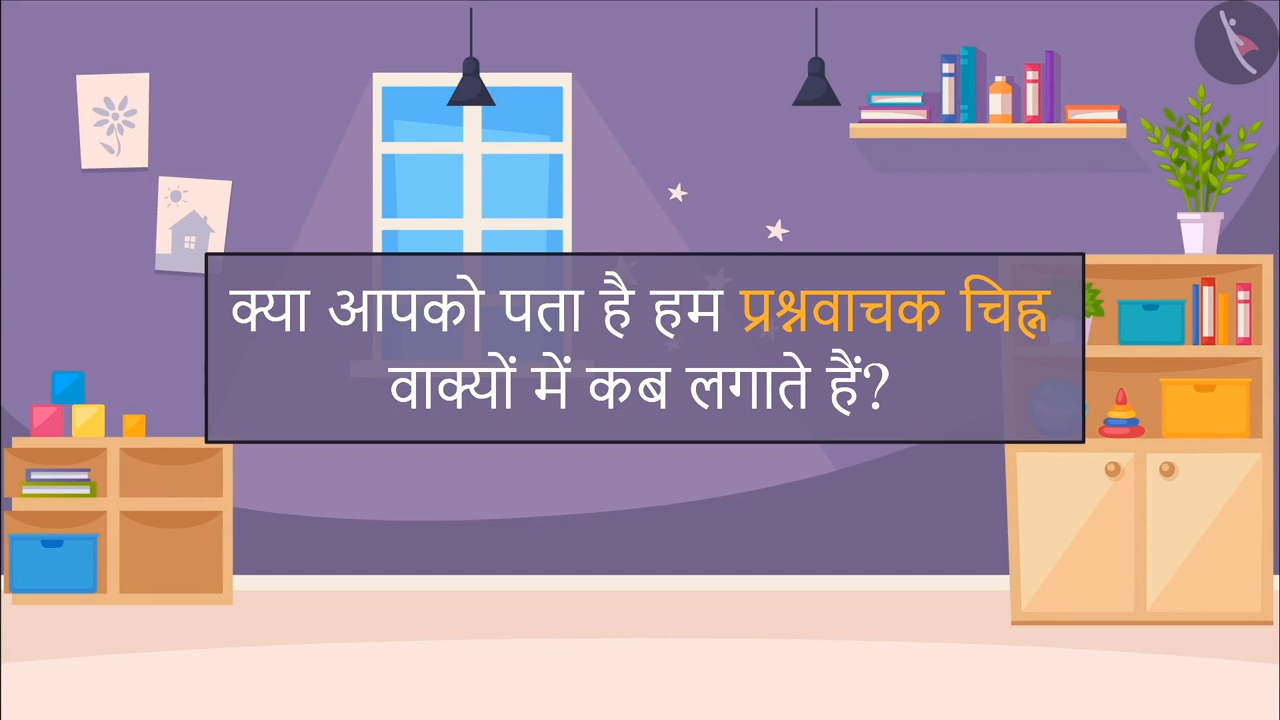 क्या आपको पता है हम प्रश्नवाचक चिह्न
वाक्यों में कब लगाते हैं?